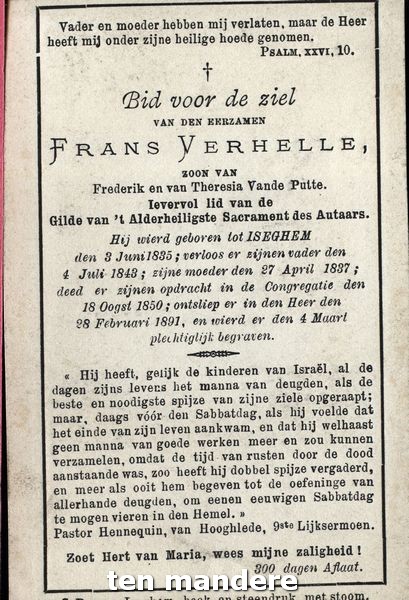 Vader en moeder hebben mij verlaten, maar de Heer
heeft mij onder zijne heilige hoede genomen.
PSALM, XXVI, 10.
†
Bid voor de ziel
VAN DEN EERZAMEN
FRANS VERHELLE,
ZOON VAN
Frederik en van Theresia Vande Putte.
Ievervol lid van de
Gilde van 't Alderheiligste Sacrament des Autaars.
Hij wierd geboren tot ISEGHEM
den 3 Juni 1835; verloos er zijnen vader den
4 Juli 1843; zijne moeder den 27 April 1837;
deed er zijnen opdracht in de Congregatie den
18 Oogst 1850; ontsliep er in den Heer den
28 Februari 1891, en wierd er den 4 Maart
plechtiglijk begraven.
« Hij heeft, gelijk de kinderen van Israël, al de
dagen zijns levers het manna van deugden, als de
beste en noodigste spijze van zijne ziele opgeraapt;
maar, daags vóór den Sabbatdag, als hij voelde dat
het einde van zijn leven aankwam, en dat hij welhaast
geen manna van goede werken meer en zou kunnen
verzamelen, omdat de tijd van rusten door de dood
aanstaande was, zoo heeft hij dobbel spijze vergaderd,
en meer als ooit hem begeven tot de oefeninge van
allerhande deugden, om eenen eeuwigen Sabbatdag
te mogen vieren in den Hemel. »
Pastor Hennequin, van Hooghlede, 9ste Lijksermoen.
Zoet Hert van Maria, wees mijne zaligheid !
300 dagen Aflaat.
ten mandere